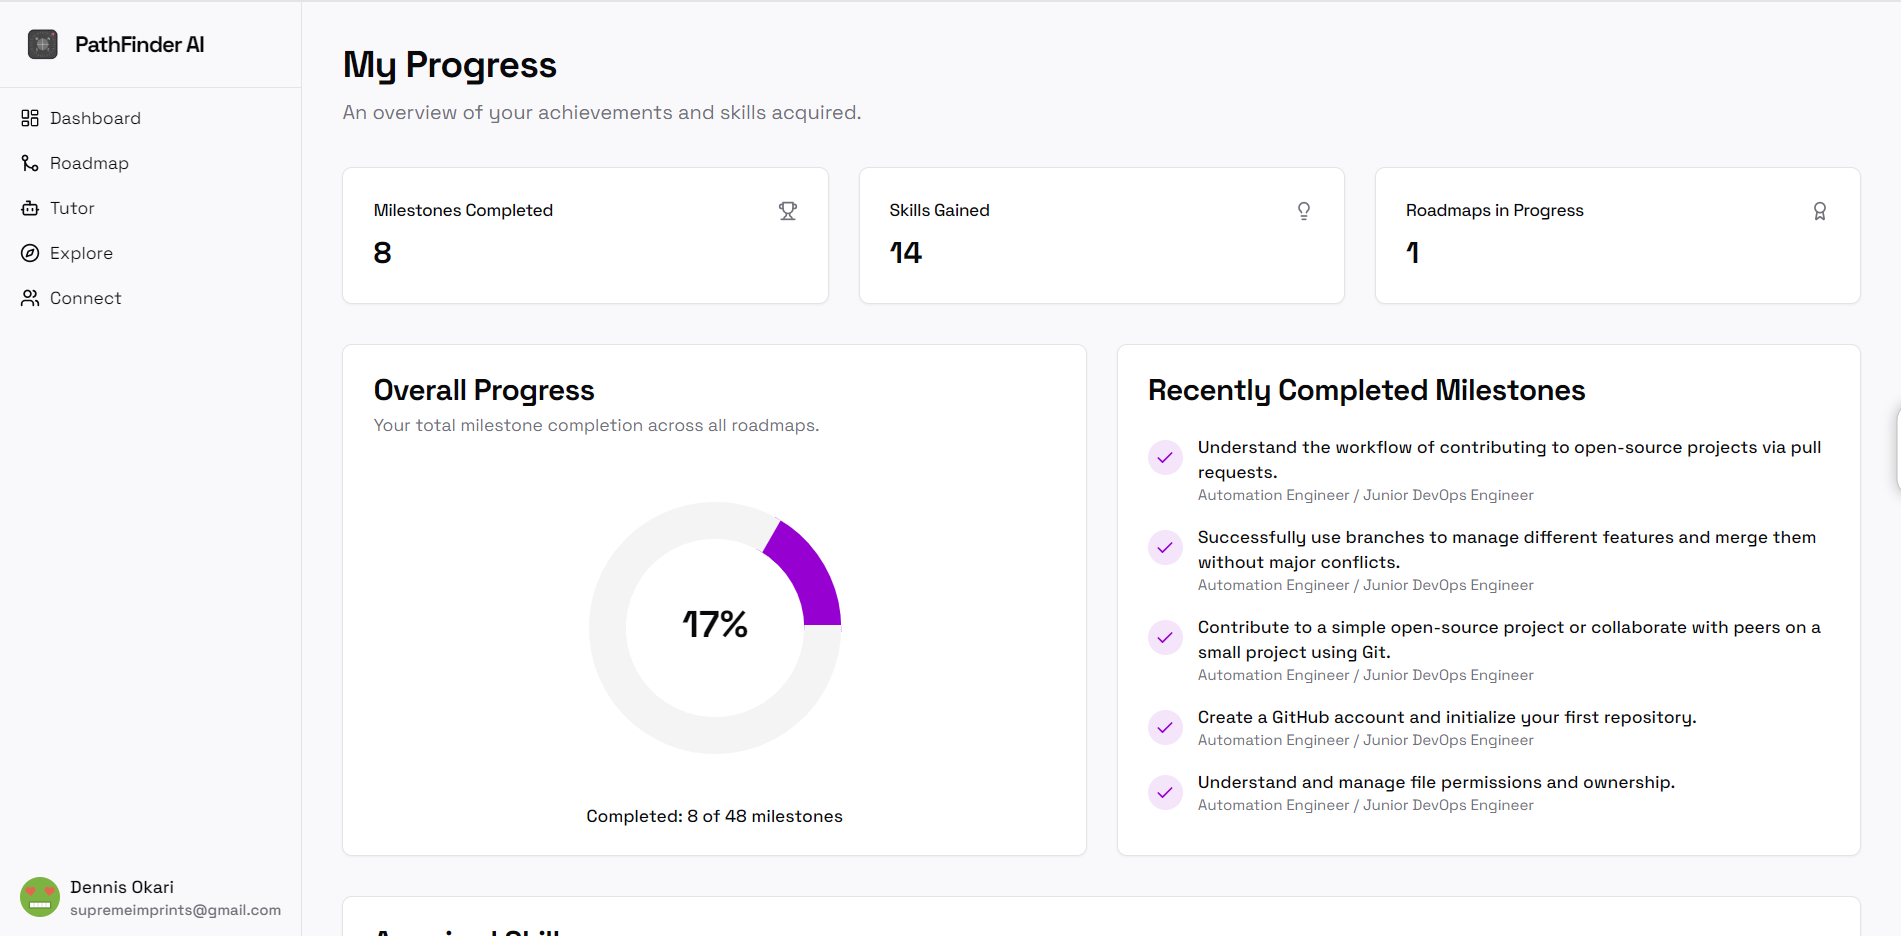 PathFinder AI
Dashboard
Roadmap
Tutor
Explore
Connect
Dennis Okari
supremeimprints@gmail.com
My Progress
An overview of your achievements and skills acquired.
Milestones Completed
8
Skills Gained
14
Roadmaps in Progress
1
Overall Progress
Your total milestone completion across all roadmaps.
17%
Completed: 8 of 48 milestones
Recently Completed Milestones
Understand the workflow of contributing to open-source projects via pull
requests.
Automation Engineer / Junior DevOps Engineer
Successfully use branches to manage different features and merge them
without major conflicts.
Automation Engineer / Junior DevOps Engineer
Contribute to a simple open-source project or collaborate with peers on a
small project using Git.
Automation Engineer / Junior DevOps Engineer
Create a GitHub account and initialize your first repository.
Automation Engineer / Junior DevOps Engineer
Understand and manage file permissions and ownership.
Automation Engineer / Junior DevOps Engineer